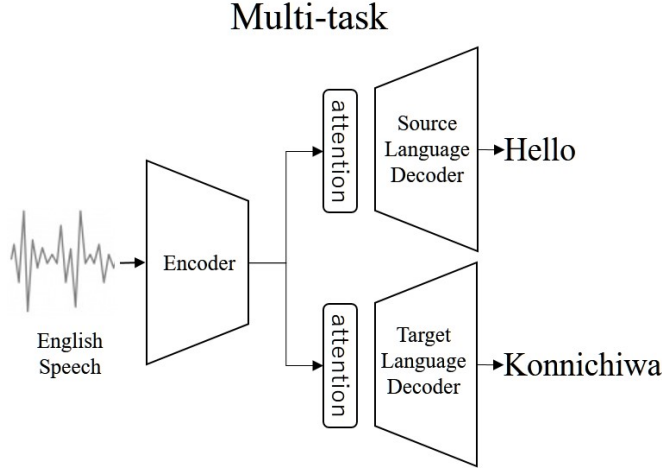 Multi-task
English
Speech
Encoder
attention
Source
Language
Decoder
Hello
attention
Target
Language
Decoder
Konnichiwa